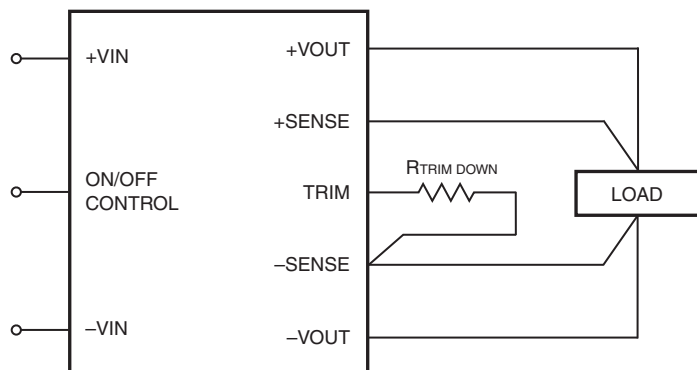 +VIN
ON/OFF
CONTROL
–VIN
+VOUT
+SENSE
TRIM
–SENSE
–VOUT
RTRIM DOWN
LOAD